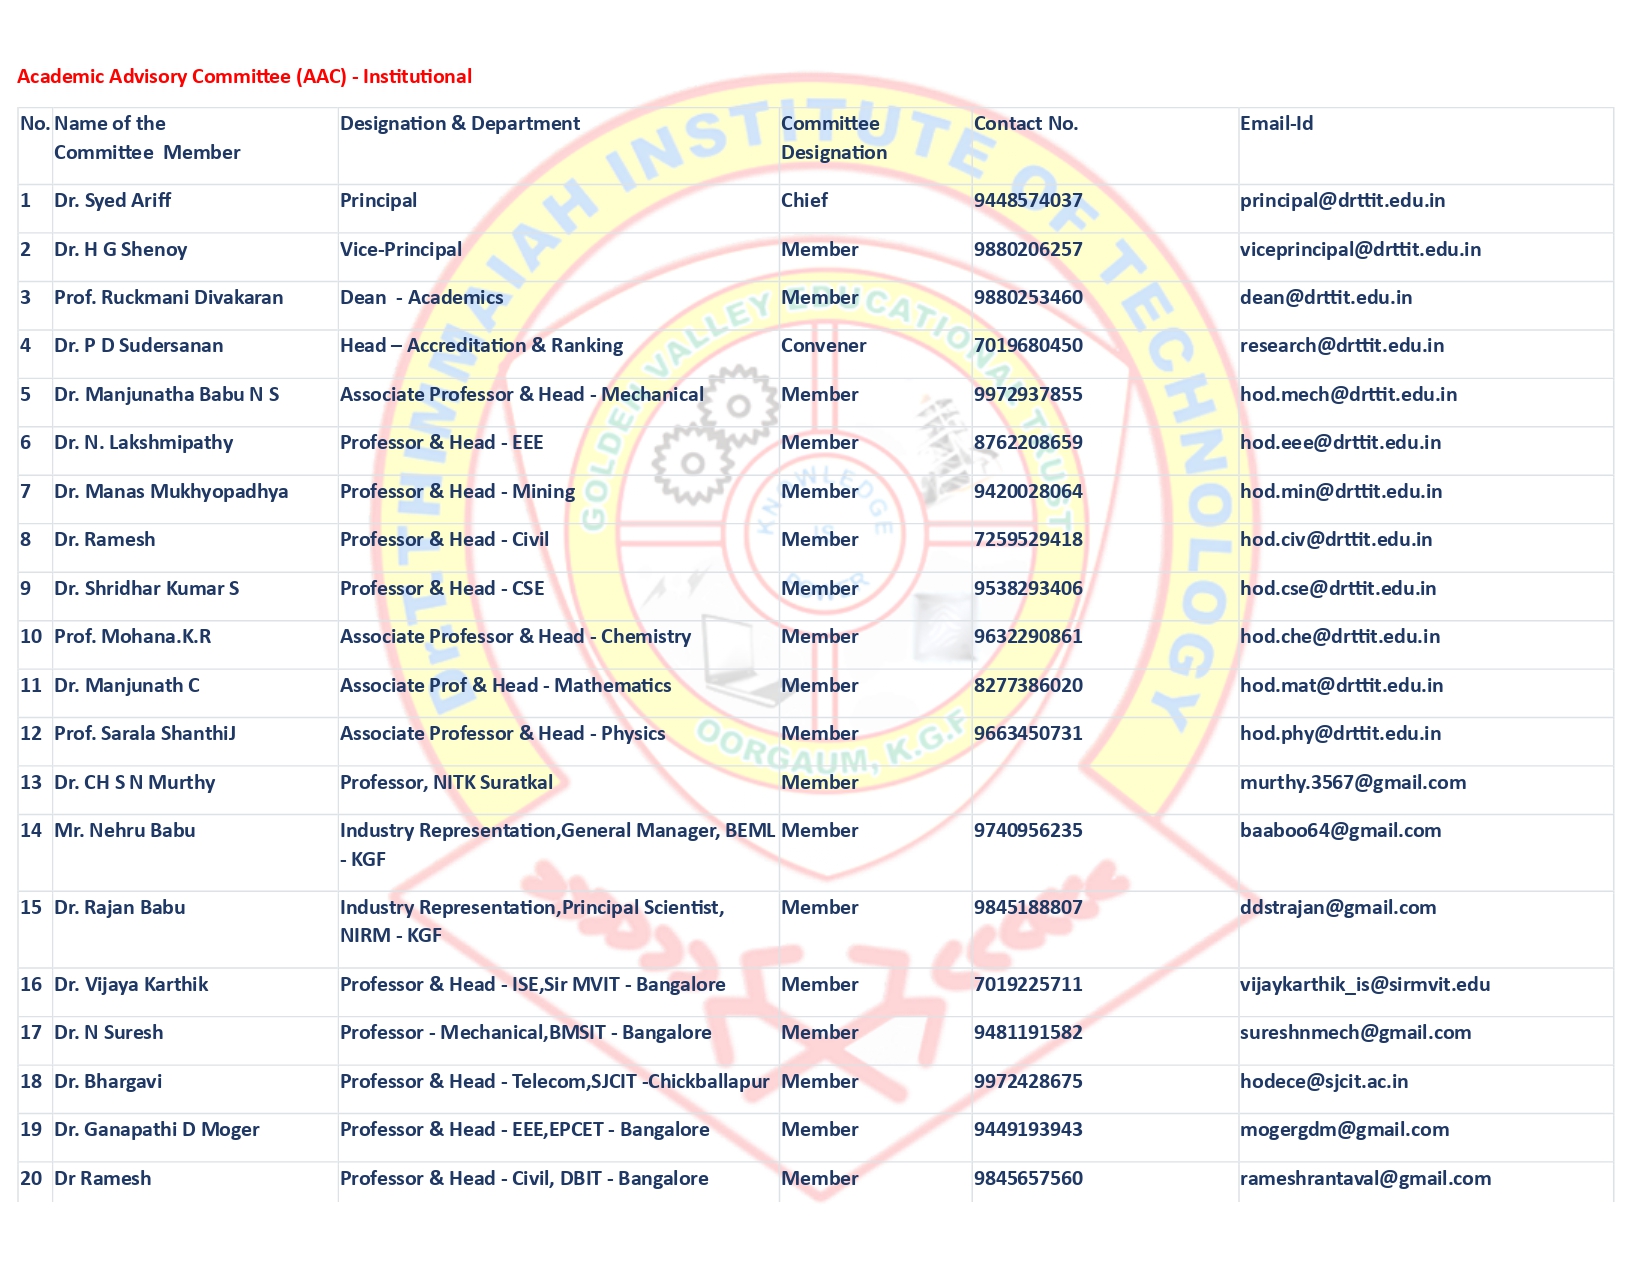 Academic Advisory Committee (AAC) - Institutional
No. Name of the Committee  Member Designation & Department Committee Designation Contact No. Email-Id
1 Dr. Syed Ariff Principal Chief 9448574037 principal@drttit.edu.in
2 Dr. H G Shenoy Vice-Principal Member 9880206257 viceprincipal@drttit.edu.in
3 Prof. Ruckmani Divakaran Dean  - Academics Member 9880253460 dean@drttit.edu.in
4 Dr. P D Sudersanan Head – Accreditation & Ranking Convener 7019680450 research@drttit.edu.in
5 Dr. Manjunatha Babu N S Associate Professor & Head - Mechanical Member 9972937855 hod.mech@drttit.edu.in
6 Dr. N. Lakshmipathy Professor & Head - EEE Member 8762208659 hod.eee@drttit.edu.in
7 Dr. Manas Mukhyopadhya Professor & Head - Mining Member 9420028064 hod.min@drttit.edu.in
8 Dr. Ramesh Professor & Head - Civil Member 7259529418 hod.civ@drttit.edu.in
9 Dr. Shridhar Kumar S Professor & Head - CSE Member 9538293406 hod.cse@drttit.edu.in
10 Prof. Mohana.K.R Associate Professor & Head - Chemistry Member 9632290861 hod.che@drttit.edu.in
11 Dr. Manjunath C Associate Prof & Head - Mathematics Member 8277386020 hod.mat@drttit.edu.in
12 Prof. Sarala ShanthiJ Associate Professor & Head - Physics Member 9663450731 hod.phy@drttit.edu.in
13 Dr. CH S N Murthy Professor, NITK Suratkal Member murthy.3567@gmail.com
14 Mr. Nehru Babu Industry Representation,General Manager, BEML Member 9740956235 baaboo64@gmail.com
- KGF
15 Dr. Rajan Babu Industry Representation,Principal Scientist, Member 9845188807 ddstrajan@gmail.com
NIRM - KGF
16 Dr. Vijaya Karthik Professor & Head - ISE,Sir MVIT - Bangalore Member 7019225711 vijaykarthik_is@sirmvit.edu
17 Dr. N Suresh Professor - Mechanical,BMSIT - Bangalore Member 9481191582 sureshnmech@gmail.com
18 Dr. Bhargavi Professor & Head - Telecom,SJCIT -Chickballapur Member 9972428675 hodece@sjcit.ac.in
19 Dr. Ganapathi D Moger Professor & Head - EEE,EPCET - Bangalore Member 9449193943 mogergdm@gmail.com
20 Dr Ramesh Professor & Head - Civil, DBIT - Bangalore Member 9845657560 rameshrantaval@gmail.com
Dr. T. THIMMAIAH INSTITUTE OF TECHNOLOGY
GOLDEN VALLEY EDUCATIONAL TRUST
KNOWLEDGE
IS
POWER
OORGAUM, K.G.F